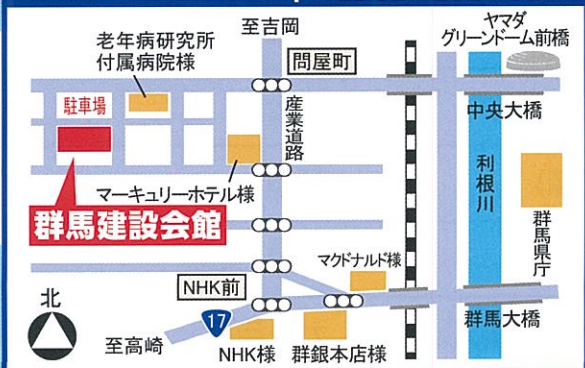 至吉岡
ヤマダ
グリーンドーム前橋
老年病研究所
付属病院様
問屋町
駐車場
産業道路
中央大橋
利根川
マーキュリーホテル様
群馬建設会館
群馬県庁
マクドナルド様
NHK前
北
17
群馬大橋
至高崎
NHK様
群銀本店様